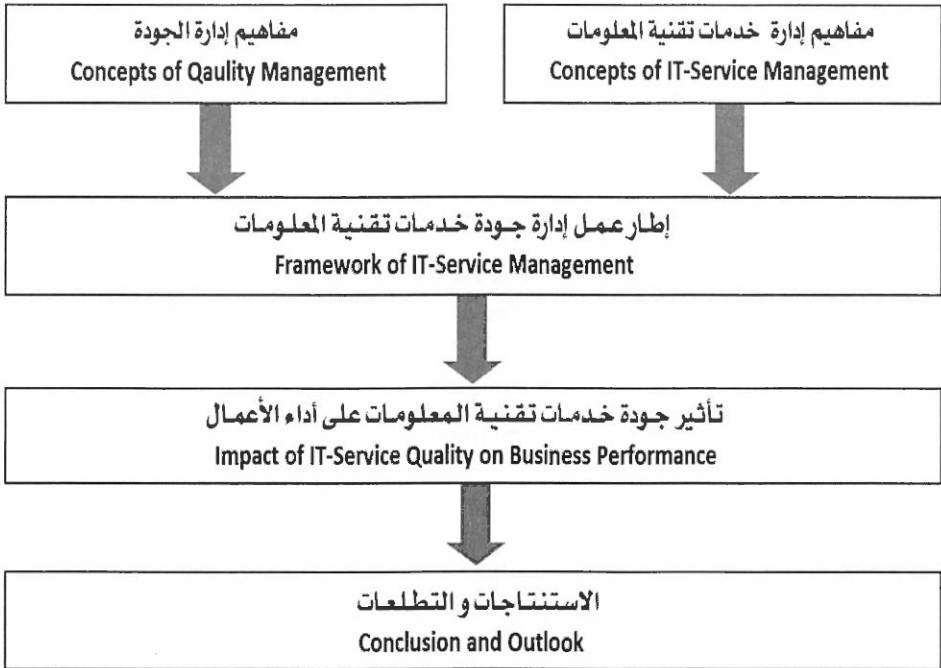 مفاهيم إدارة الجودة
Concepts of Qaulity Management
مفاهيم إدارة خدمات تقنية المعلومات
Concepts of IT-Service Management
إطار عمل إدارة جودة خدمات تقنية المعلومات
Framework of IT-Service Management
تأثير جودة خدمات تقنية المعلومات على أداء الأعمال
Impact of IT-Service Quality on Business Performance
الاستنتاجات و التطلعات
Conclusion and Outlook